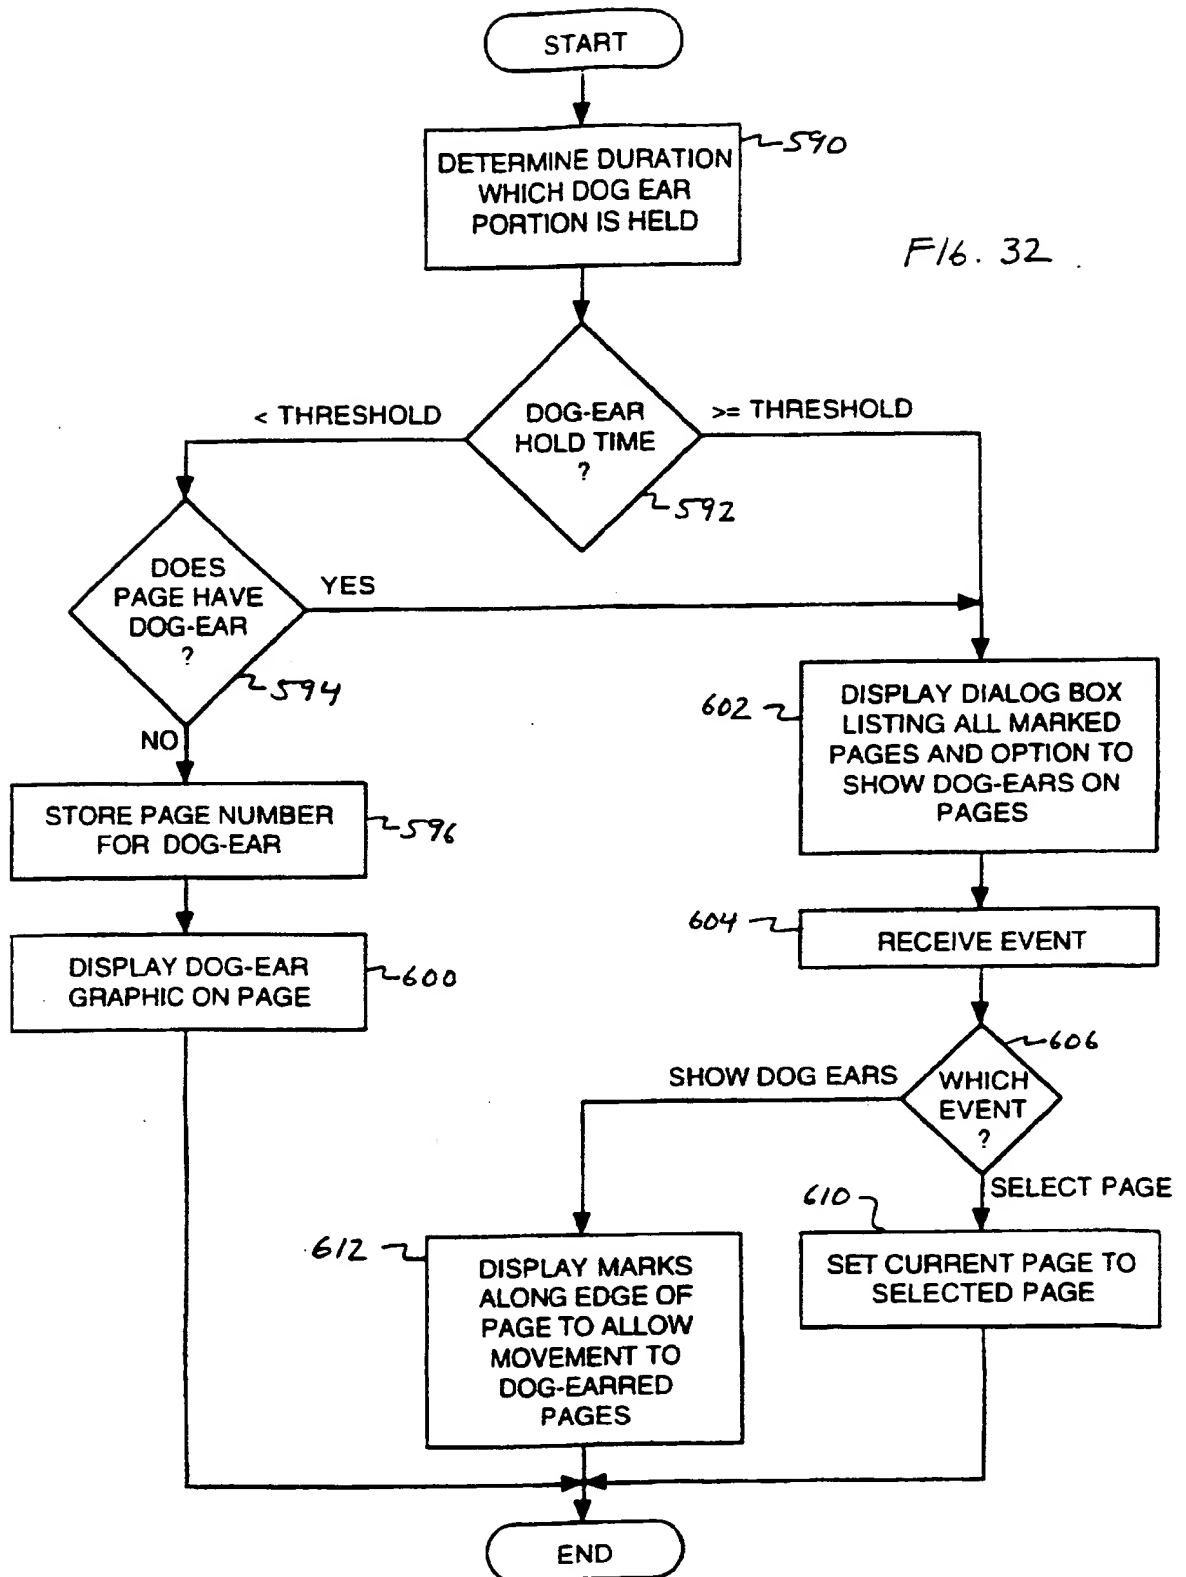 START
DETERMINE DURATION
WHICH DOG EAR
PORTION IS HELD
590
FIG. 32
< THRESHOLD
DOG-EAR
HOLD TIME
?
>= THRESHOLD
592
DOES
PAGE HAVE
DOG-EAR
?
YES
594
NO
602
DISPLAY DIALOG BOX
LISTING ALL MARKED
PAGES AND OPTION TO
SHOW DOG-EARS ON
PAGES
STORE PAGE NUMBER
FOR DOG-EAR
596
604
RECEIVE EVENT
DISPLAY DOG-EAR
GRAPHIC ON PAGE
600
606
SHOW DOG EARS
WHICH
EVENT
?
SELECT PAGE
610
612
DISPLAY MARKS
ALONG EDGE OF
PAGE TO ALLOW
MOVEMENT TO
DOG-EARRED
PAGES
SET CURRENT PAGE TO
SELECTED PAGE
END